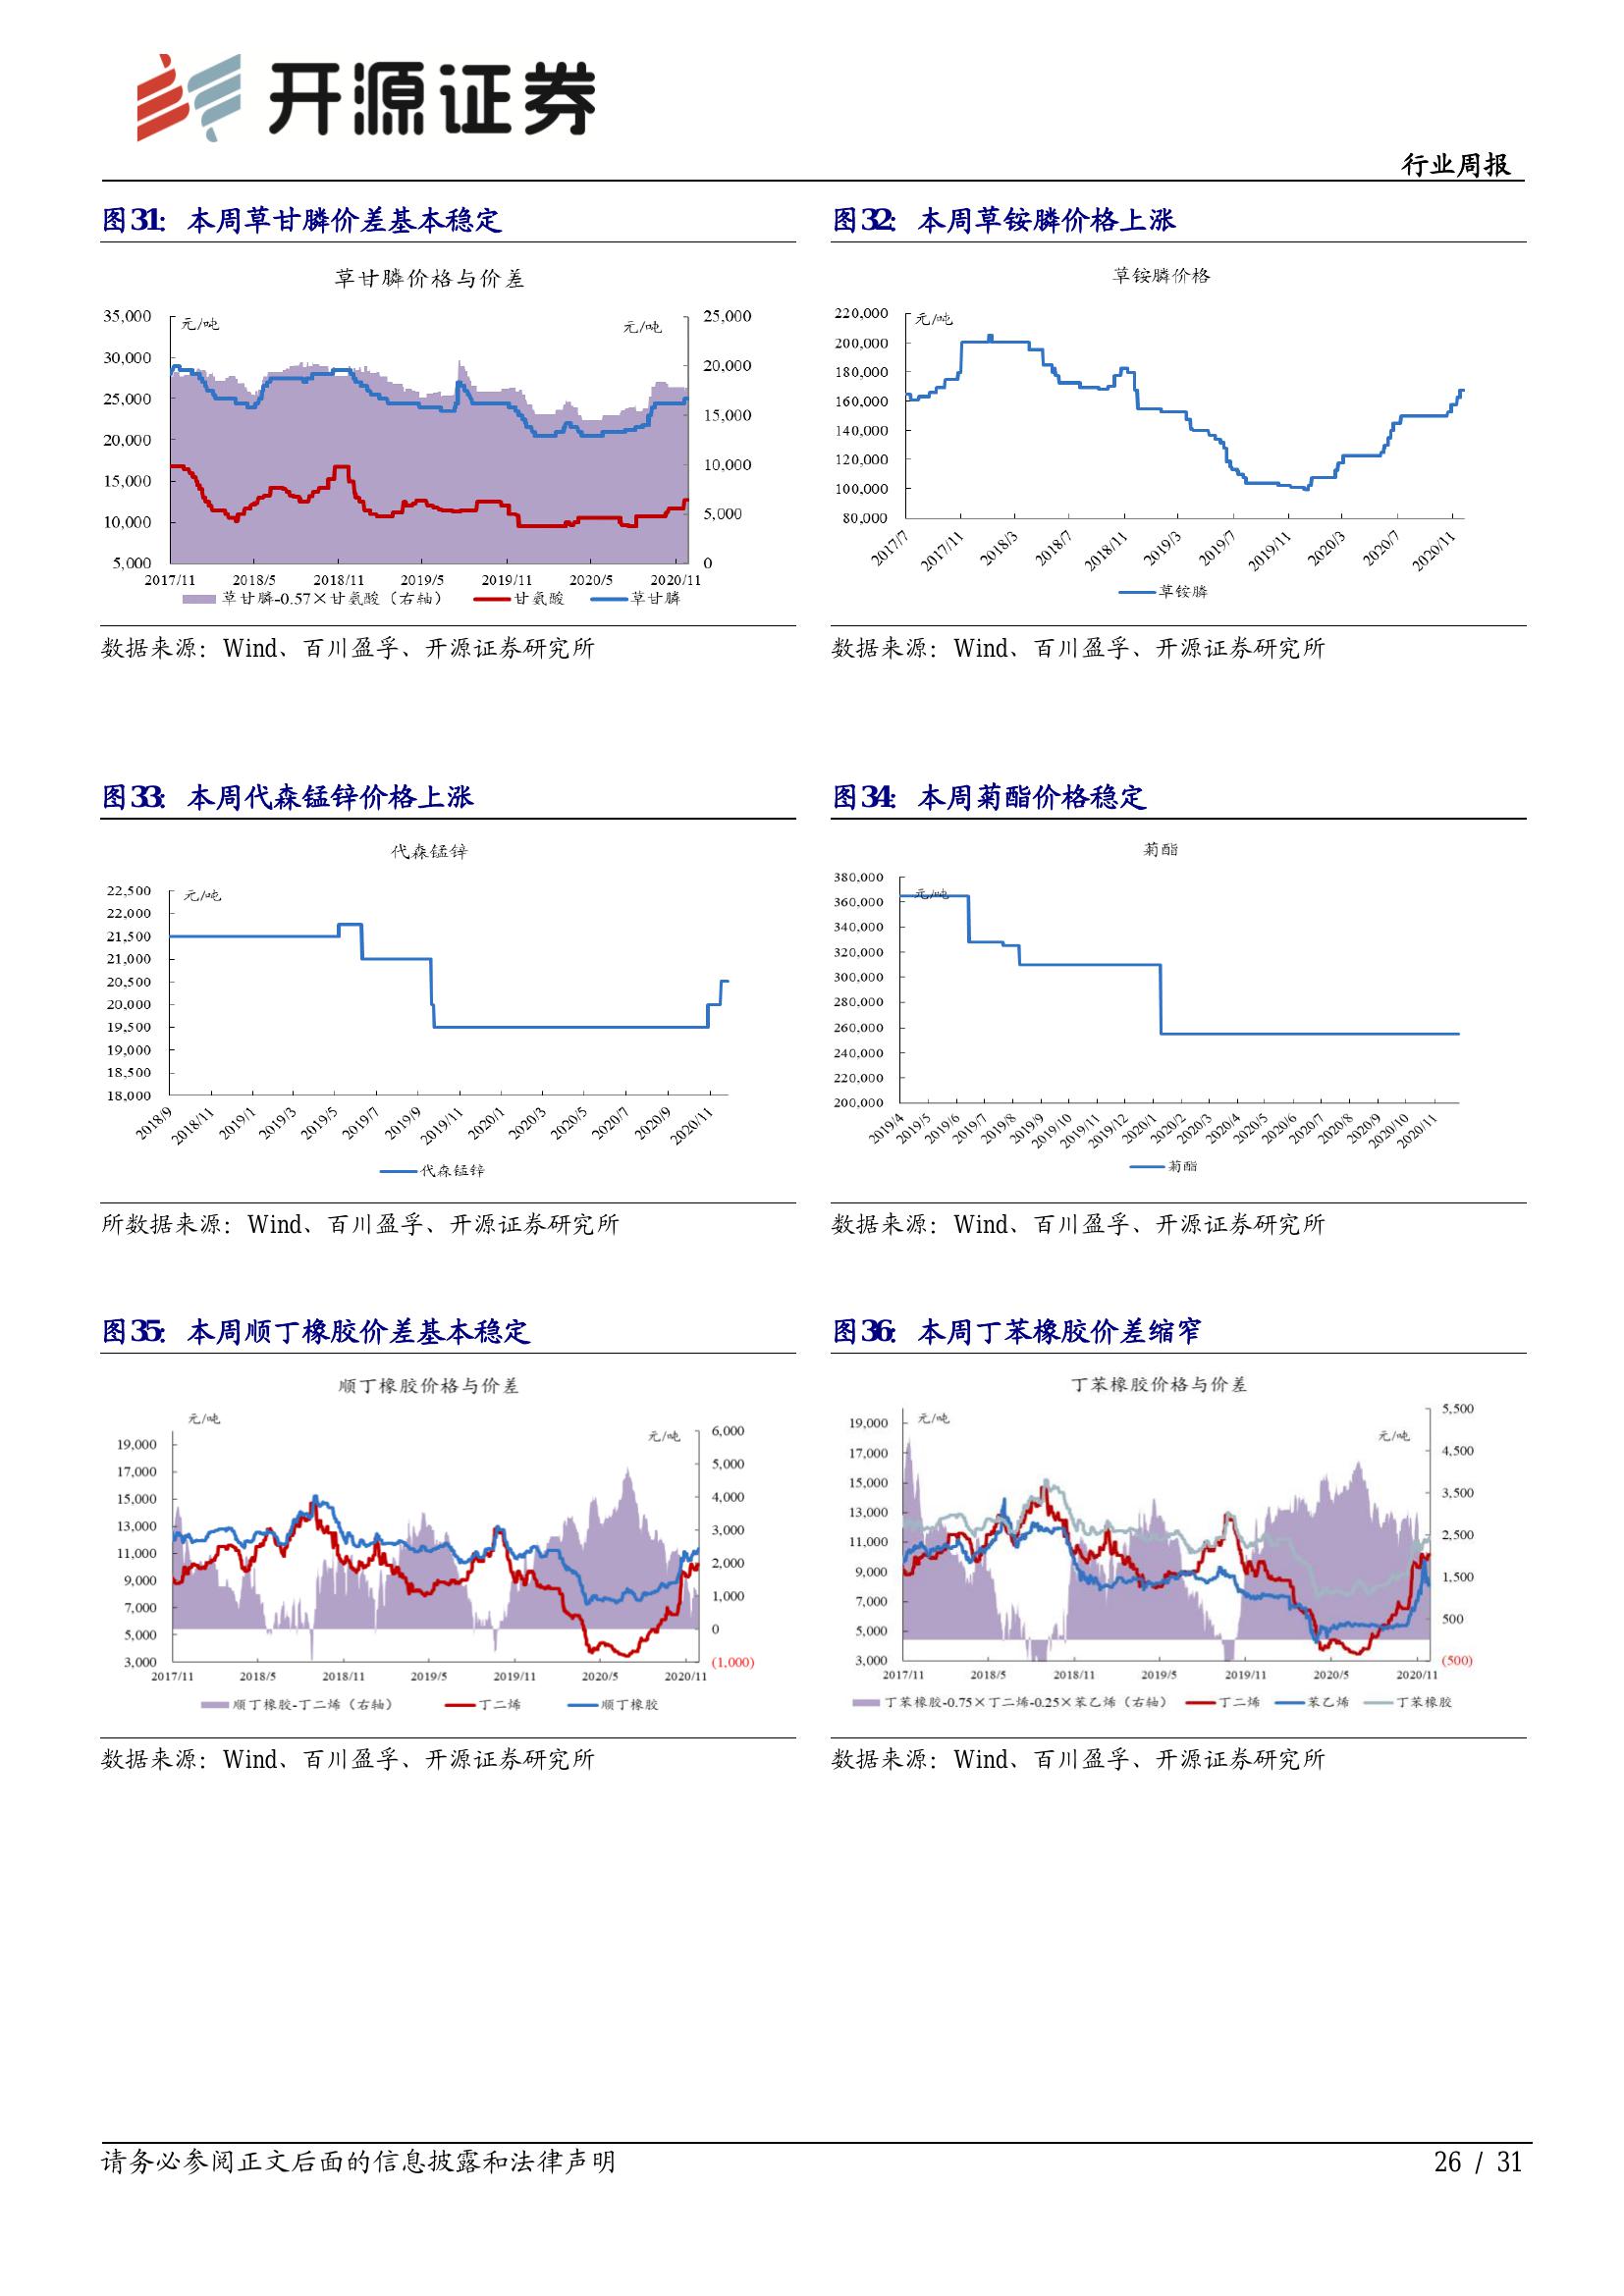 开源证券
行业周报
图31： 本周草甘膦价差基本稳定
草甘膦价格与价差
元/吨
元/吨
35,000
30,000
25,000
20,000
15,000
10,000
5,000
25,000
20,000
15,000
10,000
5,000
0
2017/11 2018/5 2018/11 2019/5 2019/11 2020/5 2020/11
草甘膦-0.57×甘氨酸（右轴） 甘氨酸 草甘膦
数据来源：Wind、百川盈孚、开源证券研究所
图32： 本周草铵膦价格上涨
草铵膦价格
元/吨
220,000
200,000
180,000
160,000
140,000
120,000
100,000
80,000
2017/7 2017/11 2018/3 2018/7 2018/11 2019/3 2019/7 2019/11 2020/3 2020/7 2020/11
草铵膦
数据来源：Wind、百川盈孚、开源证券研究所
图33： 本周代森锰锌价格上涨
代森锰锌
元/吨
22,500
22,000
21,500
21,000
20,500
20,000
19,500
19,000
18,500
18,000
2018/9 2018/11 2019/1 2019/3 2019/5 2019/7 2019/9 2019/11 2020/1 2020/3 2020/5 2020/7 2020/9 2020/11
代森锰锌
所数据来源：Wind、百川盈孚、开源证券研究所
图34： 本周菊酯价格稳定
菊酯
元/吨
380,000
360,000
340,000
320,000
300,000
280,000
260,000
240,000
220,000
200,000
2019/4 2019/5 2019/6 2019/7 2019/8 2019/9 2019/10 2019/11 2019/12 2020/1 2020/2 2020/3 2020/4 2020/5 2020/6 2020/7 2020/8 2020/9 2020/10 2020/11
菊酯
数据来源：Wind、百川盈孚、开源证券研究所
图35： 本周顺丁橡胶价差基本稳定
顺丁橡胶价格与价差
元/吨
元/吨
19,000
17,000
15,000
13,000
11,000
9,000
7,000
5,000
3,000
6,000
5,000
4,000
3,000
2,000
1,000
0
(1,000)
2017/11 2018/5 2018/11 2019/5 2019/11 2020/5 2020/11
顺丁橡胶-丁二烯（右轴） 丁二烯 顺丁橡胶
数据来源：Wind、百川盈孚、开源证券研究所
图36： 本周丁苯橡胶价差缩窄
丁苯橡胶价格与价差
元/吨
元/吨
19,000
17,000
15,000
13,000
11,000
9,000
7,000
5,000
3,000
5,500
4,500
3,500
2,500
1,500
500
(500)
2017/11 2018/5 2018/11 2019/5 2019/11 2020/5 2020/11
丁苯橡胶-0.75×丁二烯-0.25×苯乙烯（右轴） 丁二烯 苯乙烯 丁苯橡胶
数据来源：Wind、百川盈孚、开源证券研究所
请务必参阅正文后面的信息披露和法律声明
26 / 31